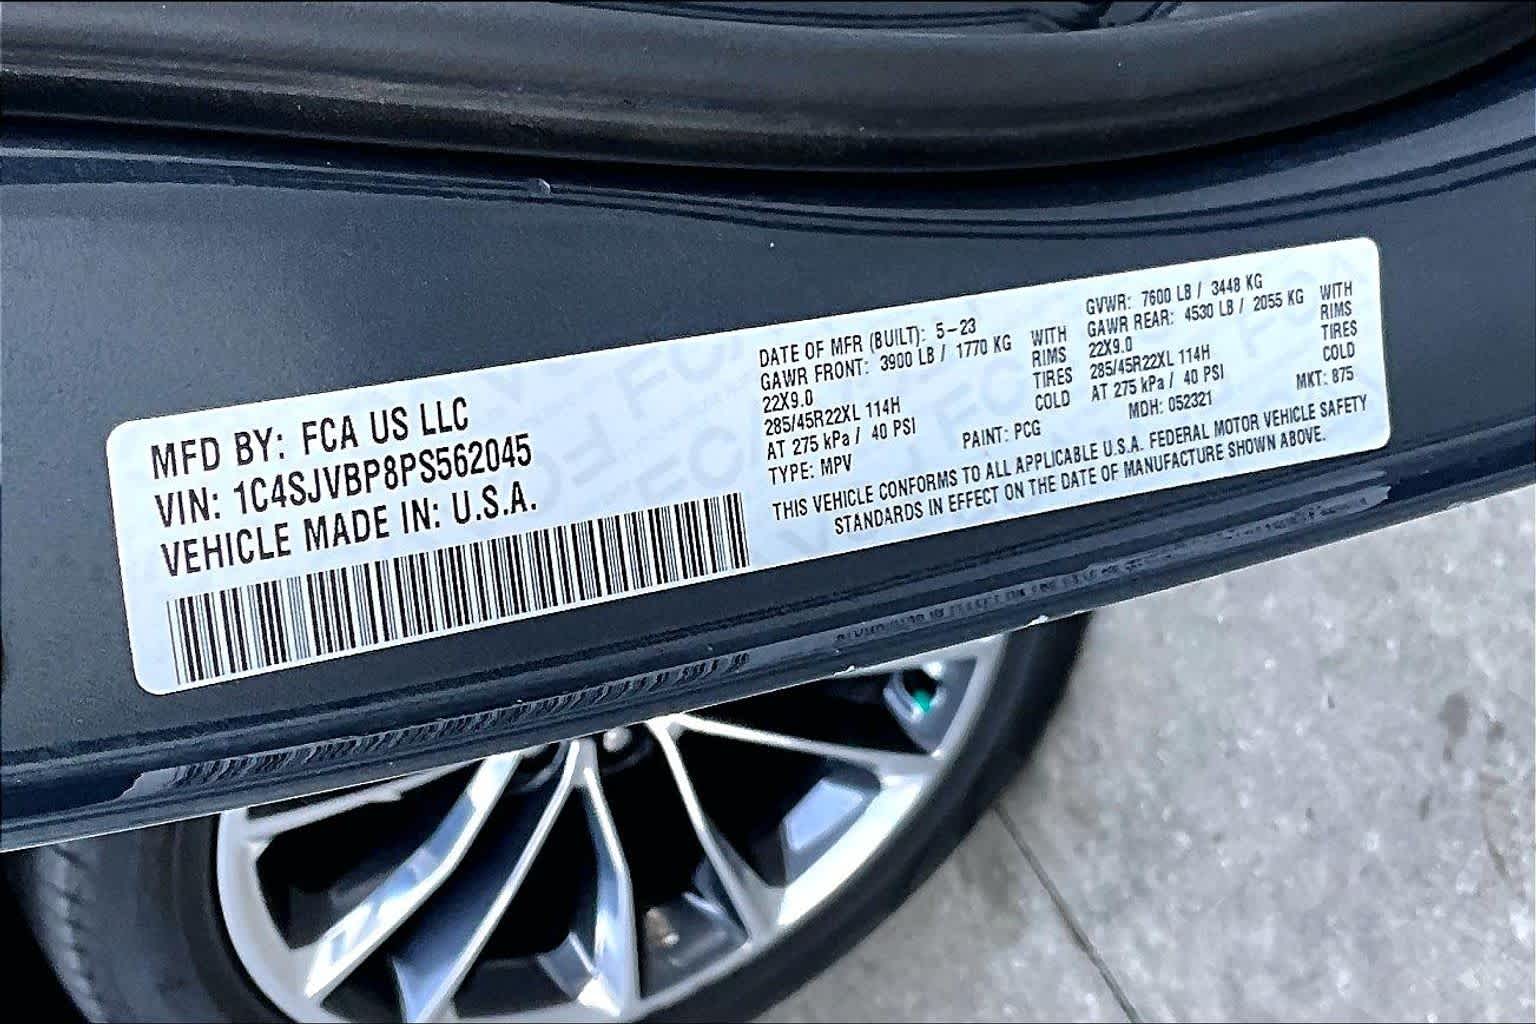 MFD BY: FCA US LLC
VIN: 1C4SJVBP8PS562045
VEHICLE MADE IN: U.S.A.
DATE OF MFR (BUILT): 5-23
GAWR FRONT: 3900 LB / 1770 KG WITH
22X9.0 RIMS
285/45R22XL 114H TIRES
AT 275 kPa / 40 PSI COLD
TYPE: MPV PAINT: PCG
GVWR: 7600 LB / 3448 KG
GAWR REAR: 4530 LB / 2055 KG WITH
22X9.0 RIMS
285/45R22XL 114H TIRES
AT 275 kPa / 40 PSI COLD
MDH: 052321 MKT: 875
THIS VEHICLE CONFORMS TO ALL APPLICABLE U.S.A. FEDERAL MOTOR VEHICLE SAFETY
STANDARDS IN EFFECT ON THE DATE OF MANUFACTURE SHOWN ABOVE.